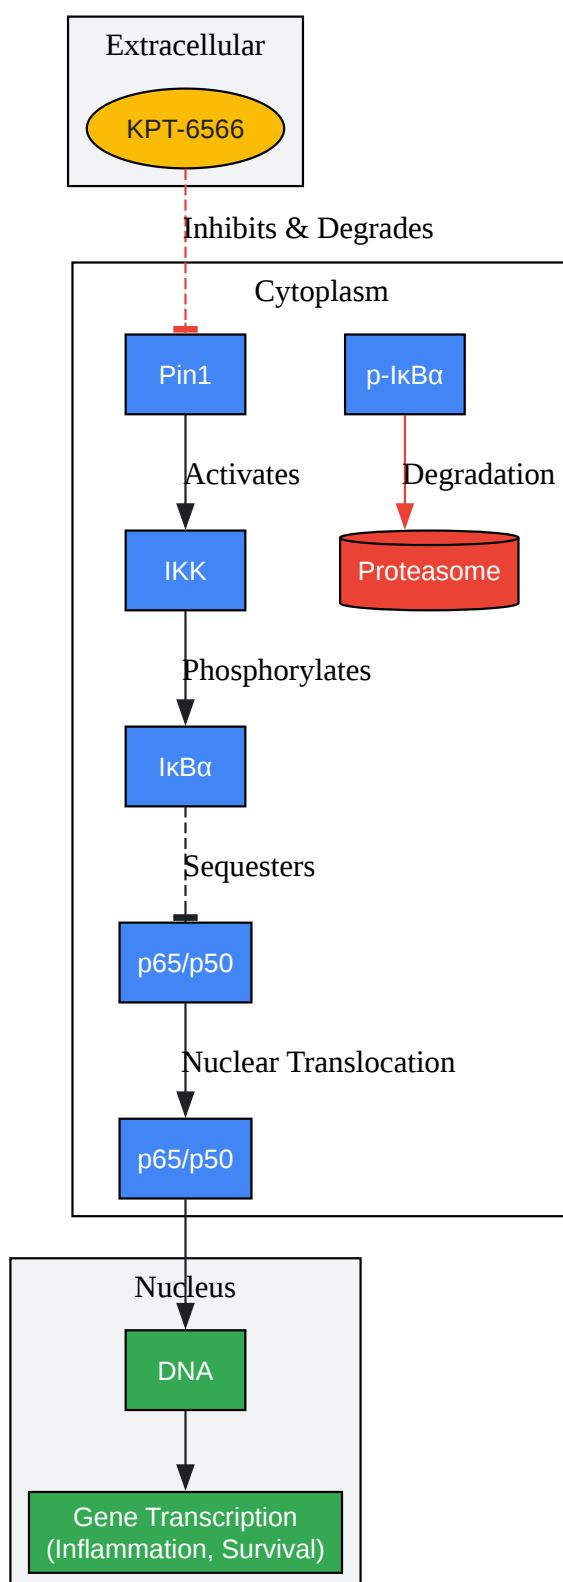 Extracellular
KPT-6566
Inhibits & Degrades
Cytoplasm
Pin1
p-IκBα
Activates
Degradation
IKK
Proteasome
Phosphorylates
IκBα
Sequesters
p65/p50
Nuclear Translocation
p65/p50
Nucleus
DNA
Gene Transcription
(Inflammation, Survival)